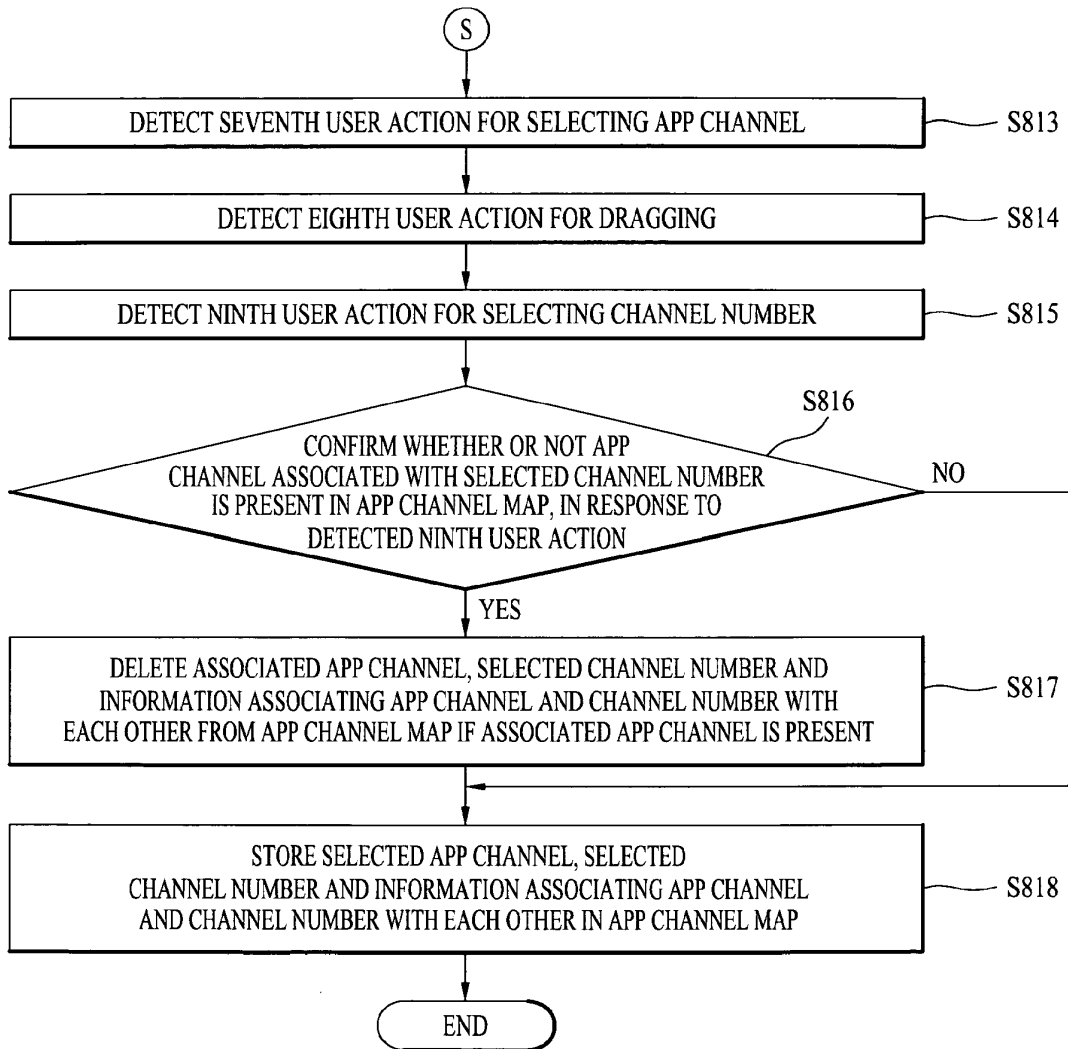 S
DETECT SEVENTH USER ACTION FOR SELECTING APP CHANNEL
S813
DETECT EIGHTH USER ACTION FOR DRAGGING
S814
DETECT NINTH USER ACTION FOR SELECTING CHANNEL NUMBER
S815
S816
CONFIRM WHETHER OR NOT APP
CHANNEL ASSOCIATED WITH SELECTED CHANNEL NUMBER
IS PRESENT IN APP CHANNEL MAP, IN RESPONSE TO
DETECTED NINTH USER ACTION
NO
YES
DELETE ASSOCIATED APP CHANNEL, SELECTED CHANNEL NUMBER AND
INFORMATION ASSOCIATING APP CHANNEL AND CHANNEL NUMBER WITH
EACH OTHER FROM APP CHANNEL MAP IF ASSOCIATED APP CHANNEL IS PRESENT
S817
STORE SELECTED APP CHANNEL, SELECTED
CHANNEL NUMBER AND INFORMATION ASSOCIATING APP CHANNEL
AND CHANNEL NUMBER WITH EACH OTHER IN APP CHANNEL MAP
S818
END